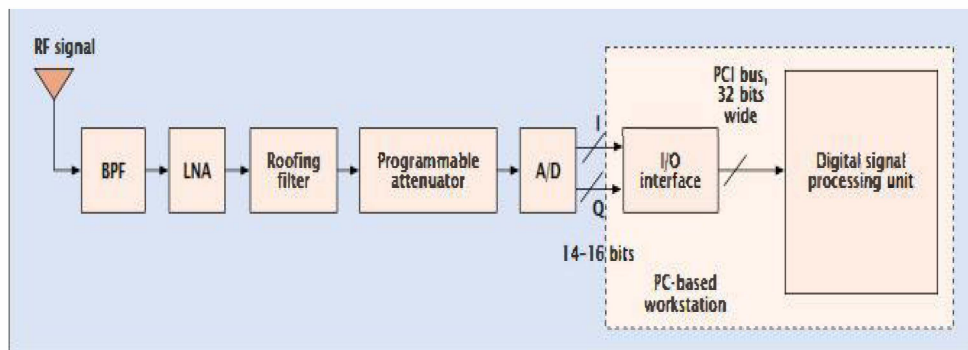 RF signal
BPF
LNA
Roofing
filter
Programmable
attenuator
A/D
I
Q
14-16 bits
I/O
interface
PCI bus,
32 bits
wide
Digital signal
processing unit
PC-based
workstation